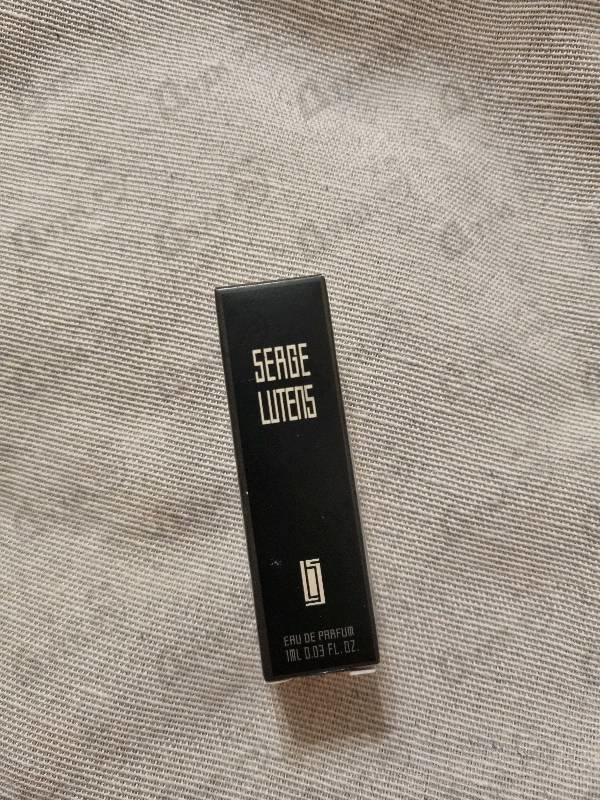 SERGE
LUTENS
EAU DE PARFUM
1ML 0.03 FL.OZ.